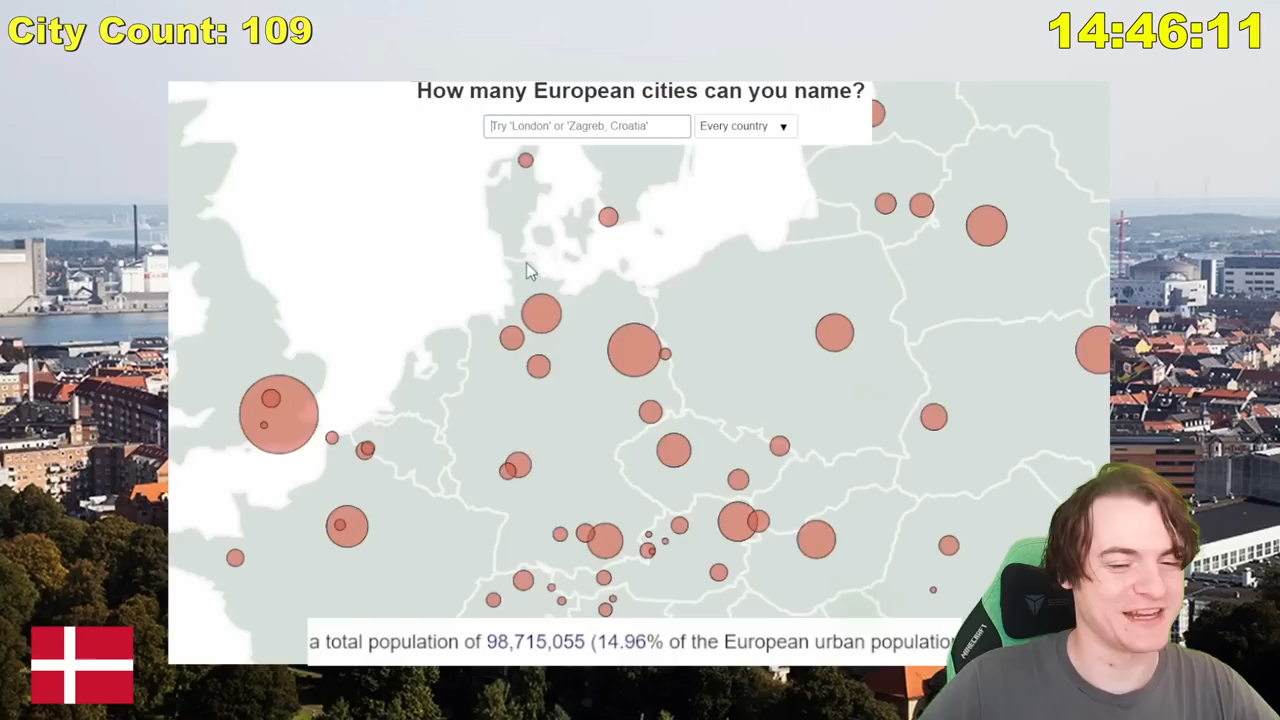 City Count: 109
14:46:11
How many European cities can you name?
Try 'London' or 'Zagreb, Croatia'
Every country
a total population of 98,715,055 (14.96% of the European urban population
MINECRAFT